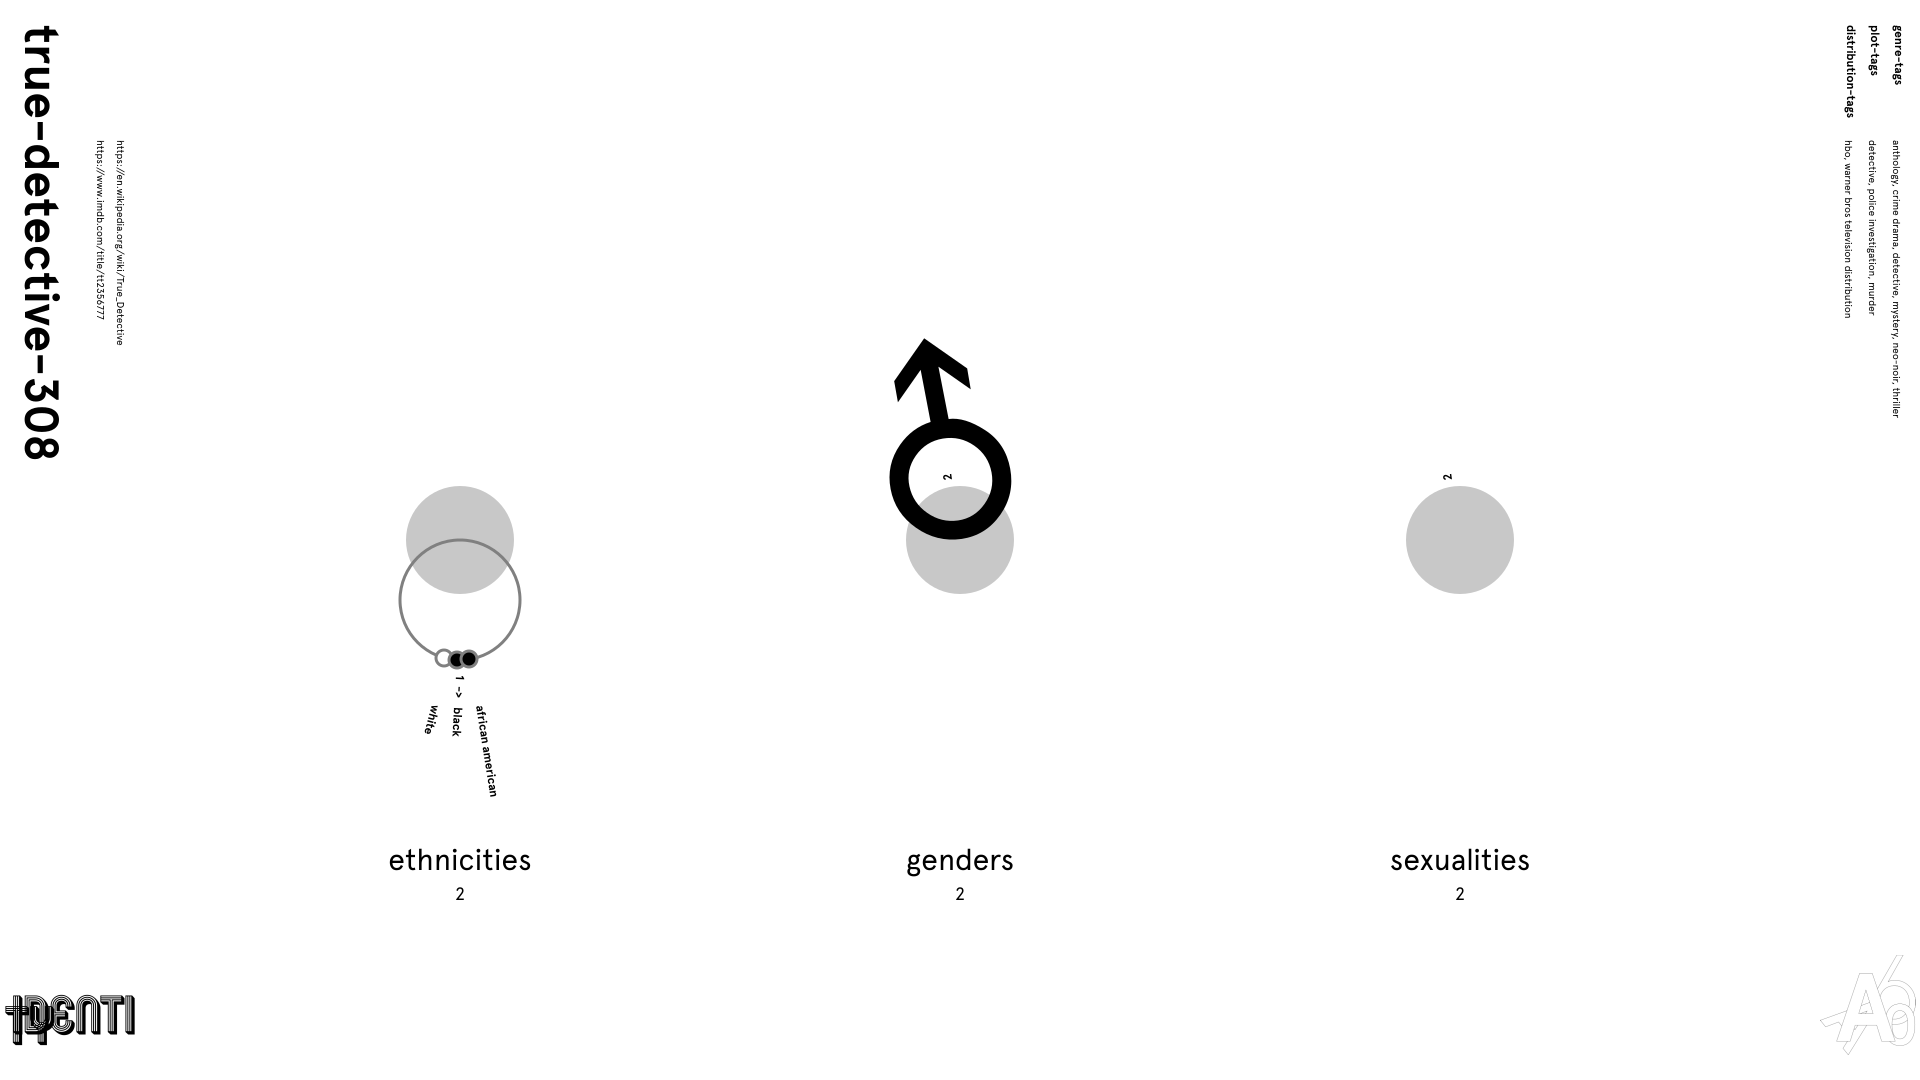 true-detective-308
https://en.wikipedia.org/wiki/True_Detective
https://www.imdb.com/title/tt2356777
genre-tags
anthology, crime drama, detective, mystery, neo-noir, thriller
plot-tags
detective, police investigation, murder
distribution-tags
hbo, warner bros television distribution
1 ->
white
black
african american
2
2
ethnicities
2
genders
2
sexualities
2
IDENTI